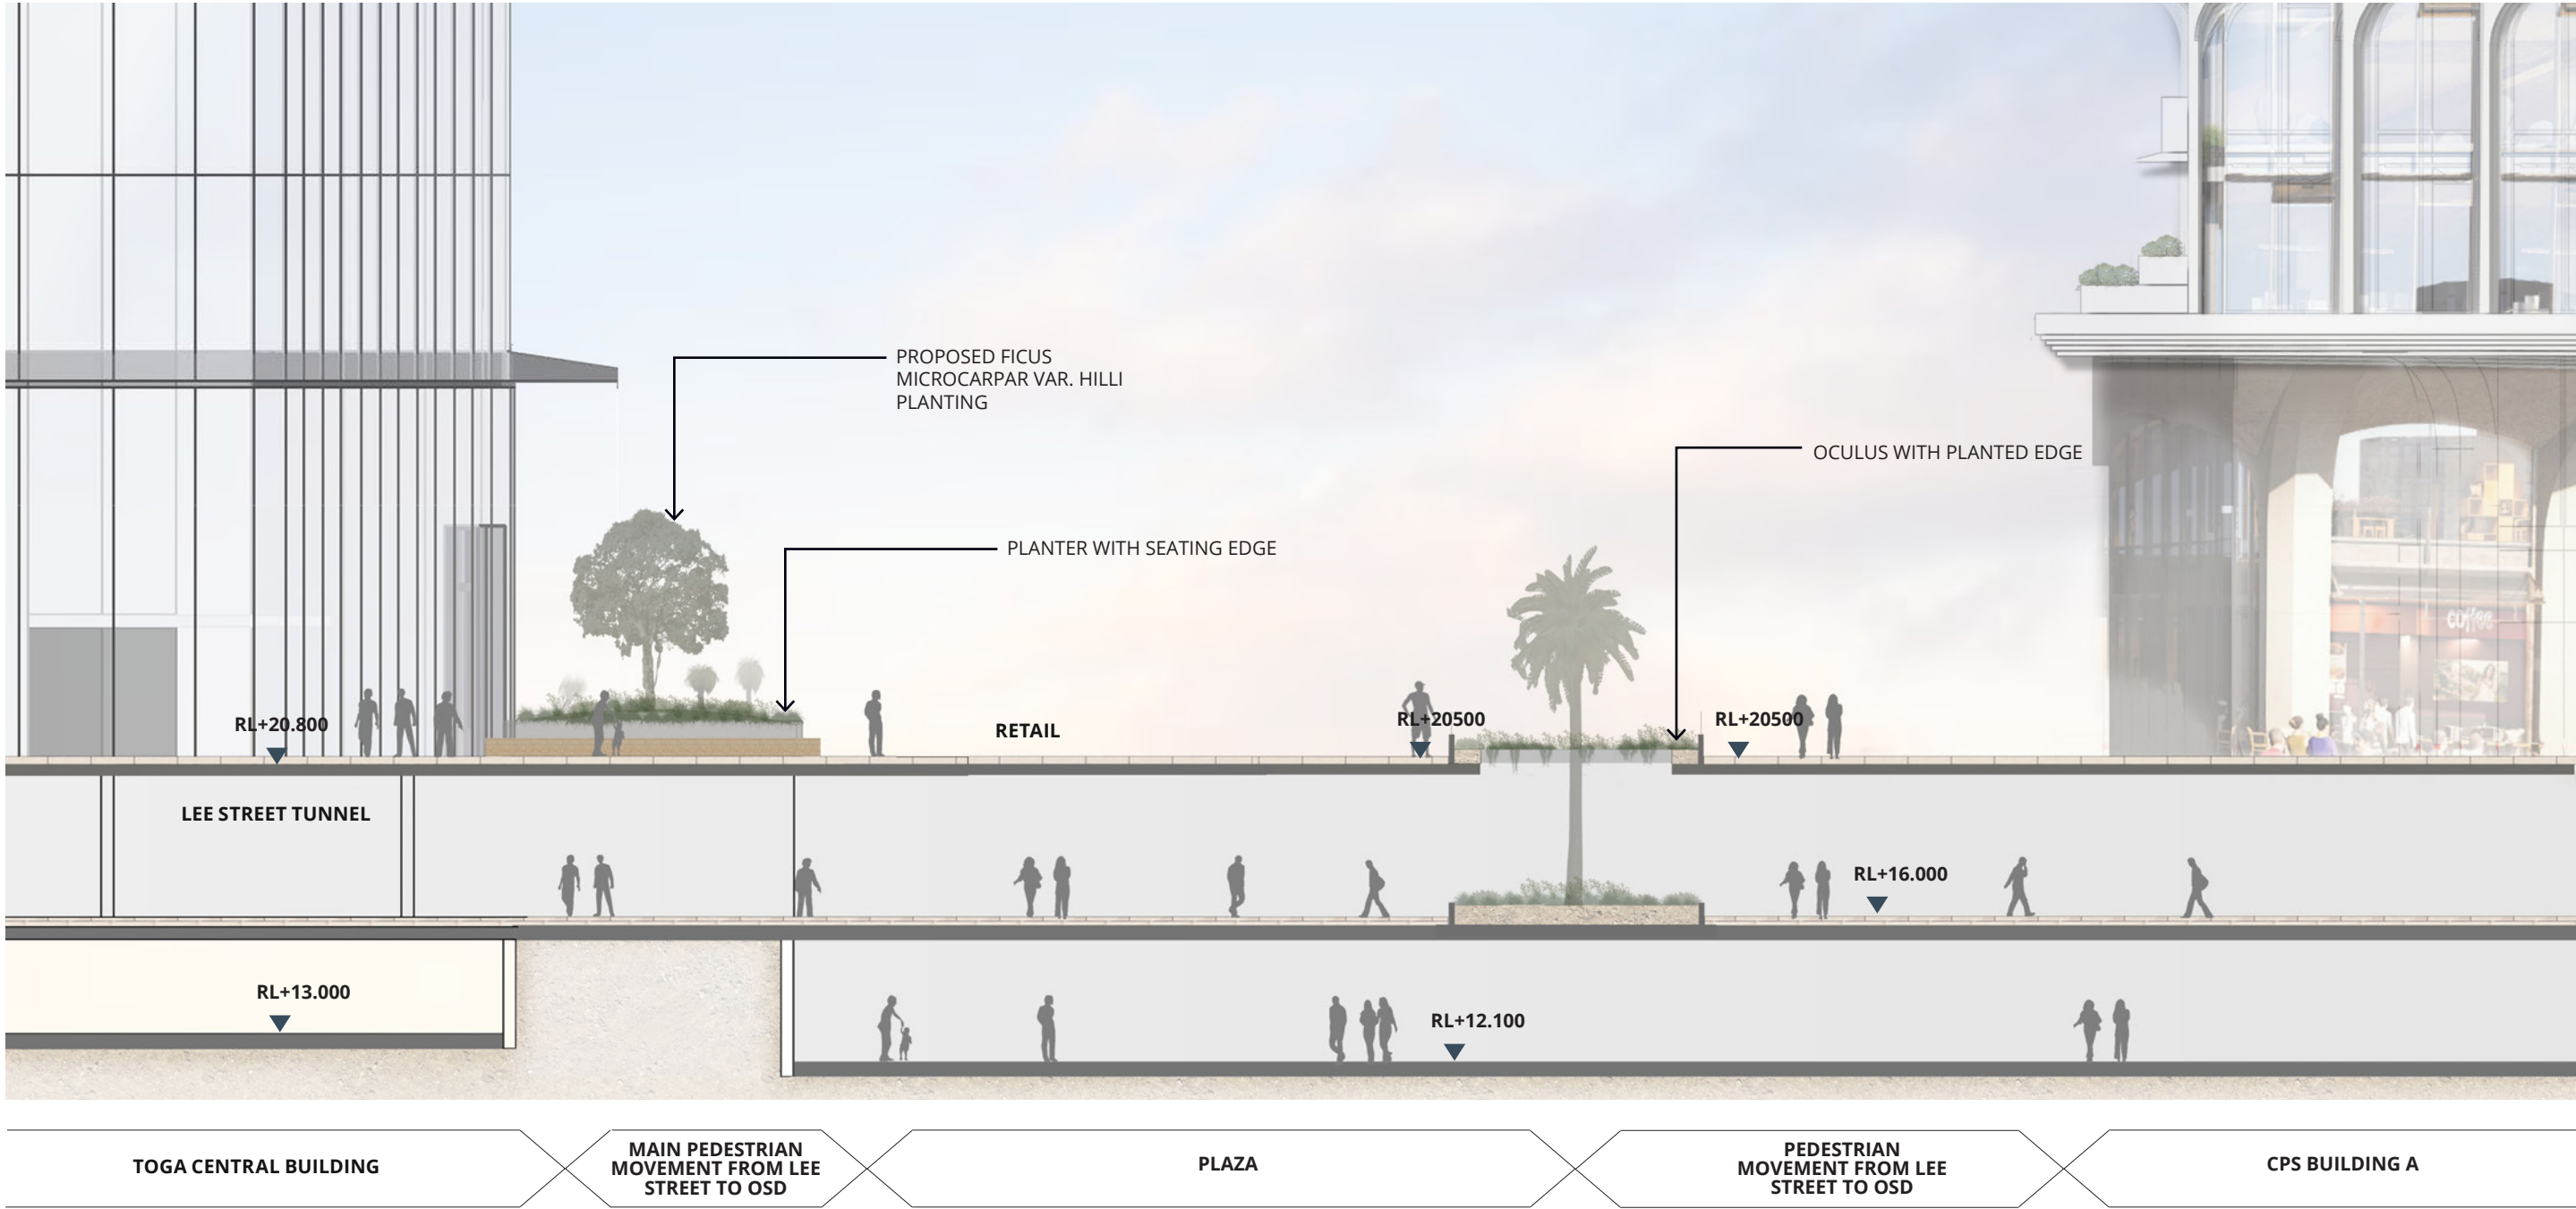 PROPOSED FICUS
MICROCARPAR VAR. HILLI
PLANTING
OCULUS WITH PLANTED EDGE
PLANTER WITH SEATING EDGE
coffee
RL+20.800
RETAIL
RL+20500
RL+20500
LEE STREET TUNNEL
RL+16.000
RL+13.000
RL+12.100
TOGA CENTRAL BUILDING
MAIN PEDESTRIAN
MOVEMENT FROM LEE
STREET TO OSD
PLAZA
PEDESTRIAN
MOVEMENT FROM LEE
STREET TO OSD
CPS BUILDING A